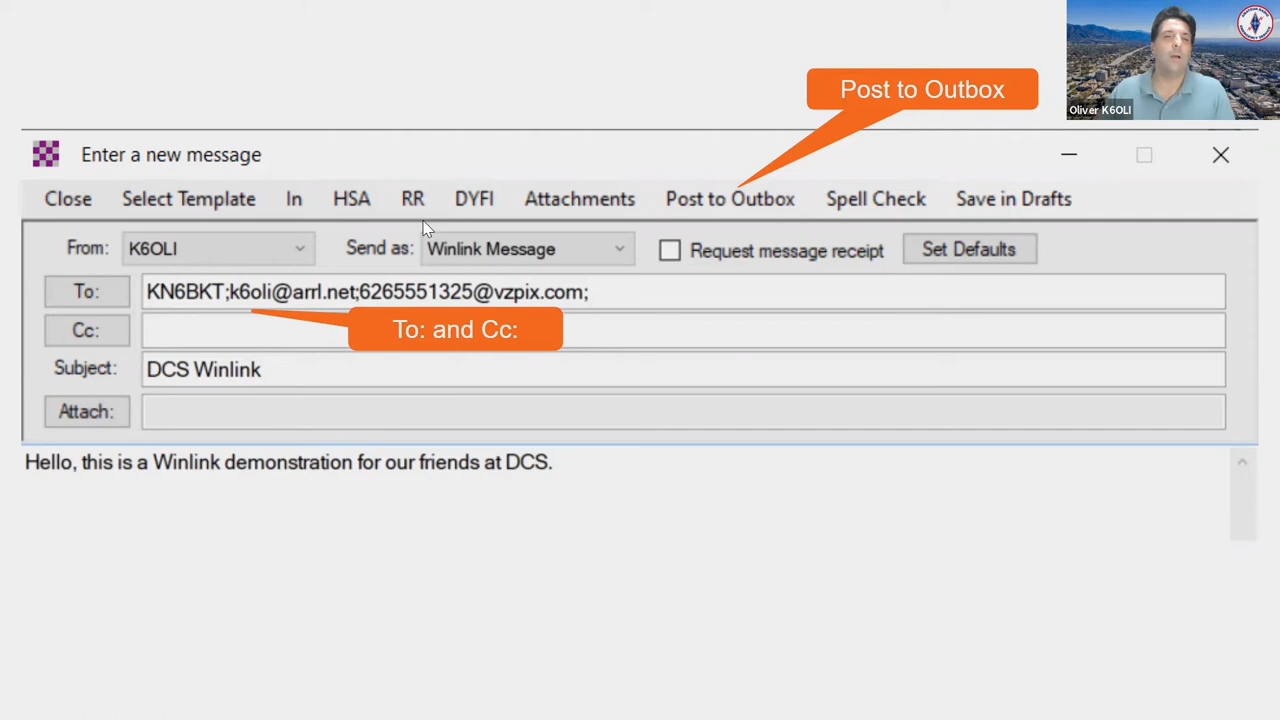 Post to Outbox
Oliver K6OLI
Enter a new message
Close Select Template In HSA RR DYFI Attachments Post to Outbox Spell Check Save in Drafts
From: K6OLI Send as: Winlink Message Request message receipt Set Defaults
To: KN6BKT;k6oli@arrl.net;6265551325@vzpix.com;
Cc: To: and Cc:
Subject: DCS Winlink
Attach:
Hello, this is a Winlink demonstration for our friends at DCS.